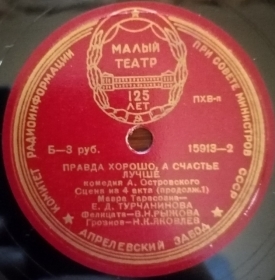 КОМИТЕТ РАДИОИНФОРМАЦИИ ПРИ СОВЕТЕ МИНИСТРОВ СССР
МАЛЫЙ
ТЕАТР
125
ЛЕТ
Б—3 руб.
15913—2
ПРАВДА ХОРОШО, А СЧАСТЬЕ
ЛУЧШЕ
комедия А. Островского
Сцена из 4 акта (продолж.1)
Мавра Тарасовна—
Е. Д. ТУРЧАНИНОВА
Фелицата—В.Н.РЫЖОВА
Грознов—Н.К.ЯКОВЛЕВ
АПРЕЛЕВСКИЙ ЗАВОД